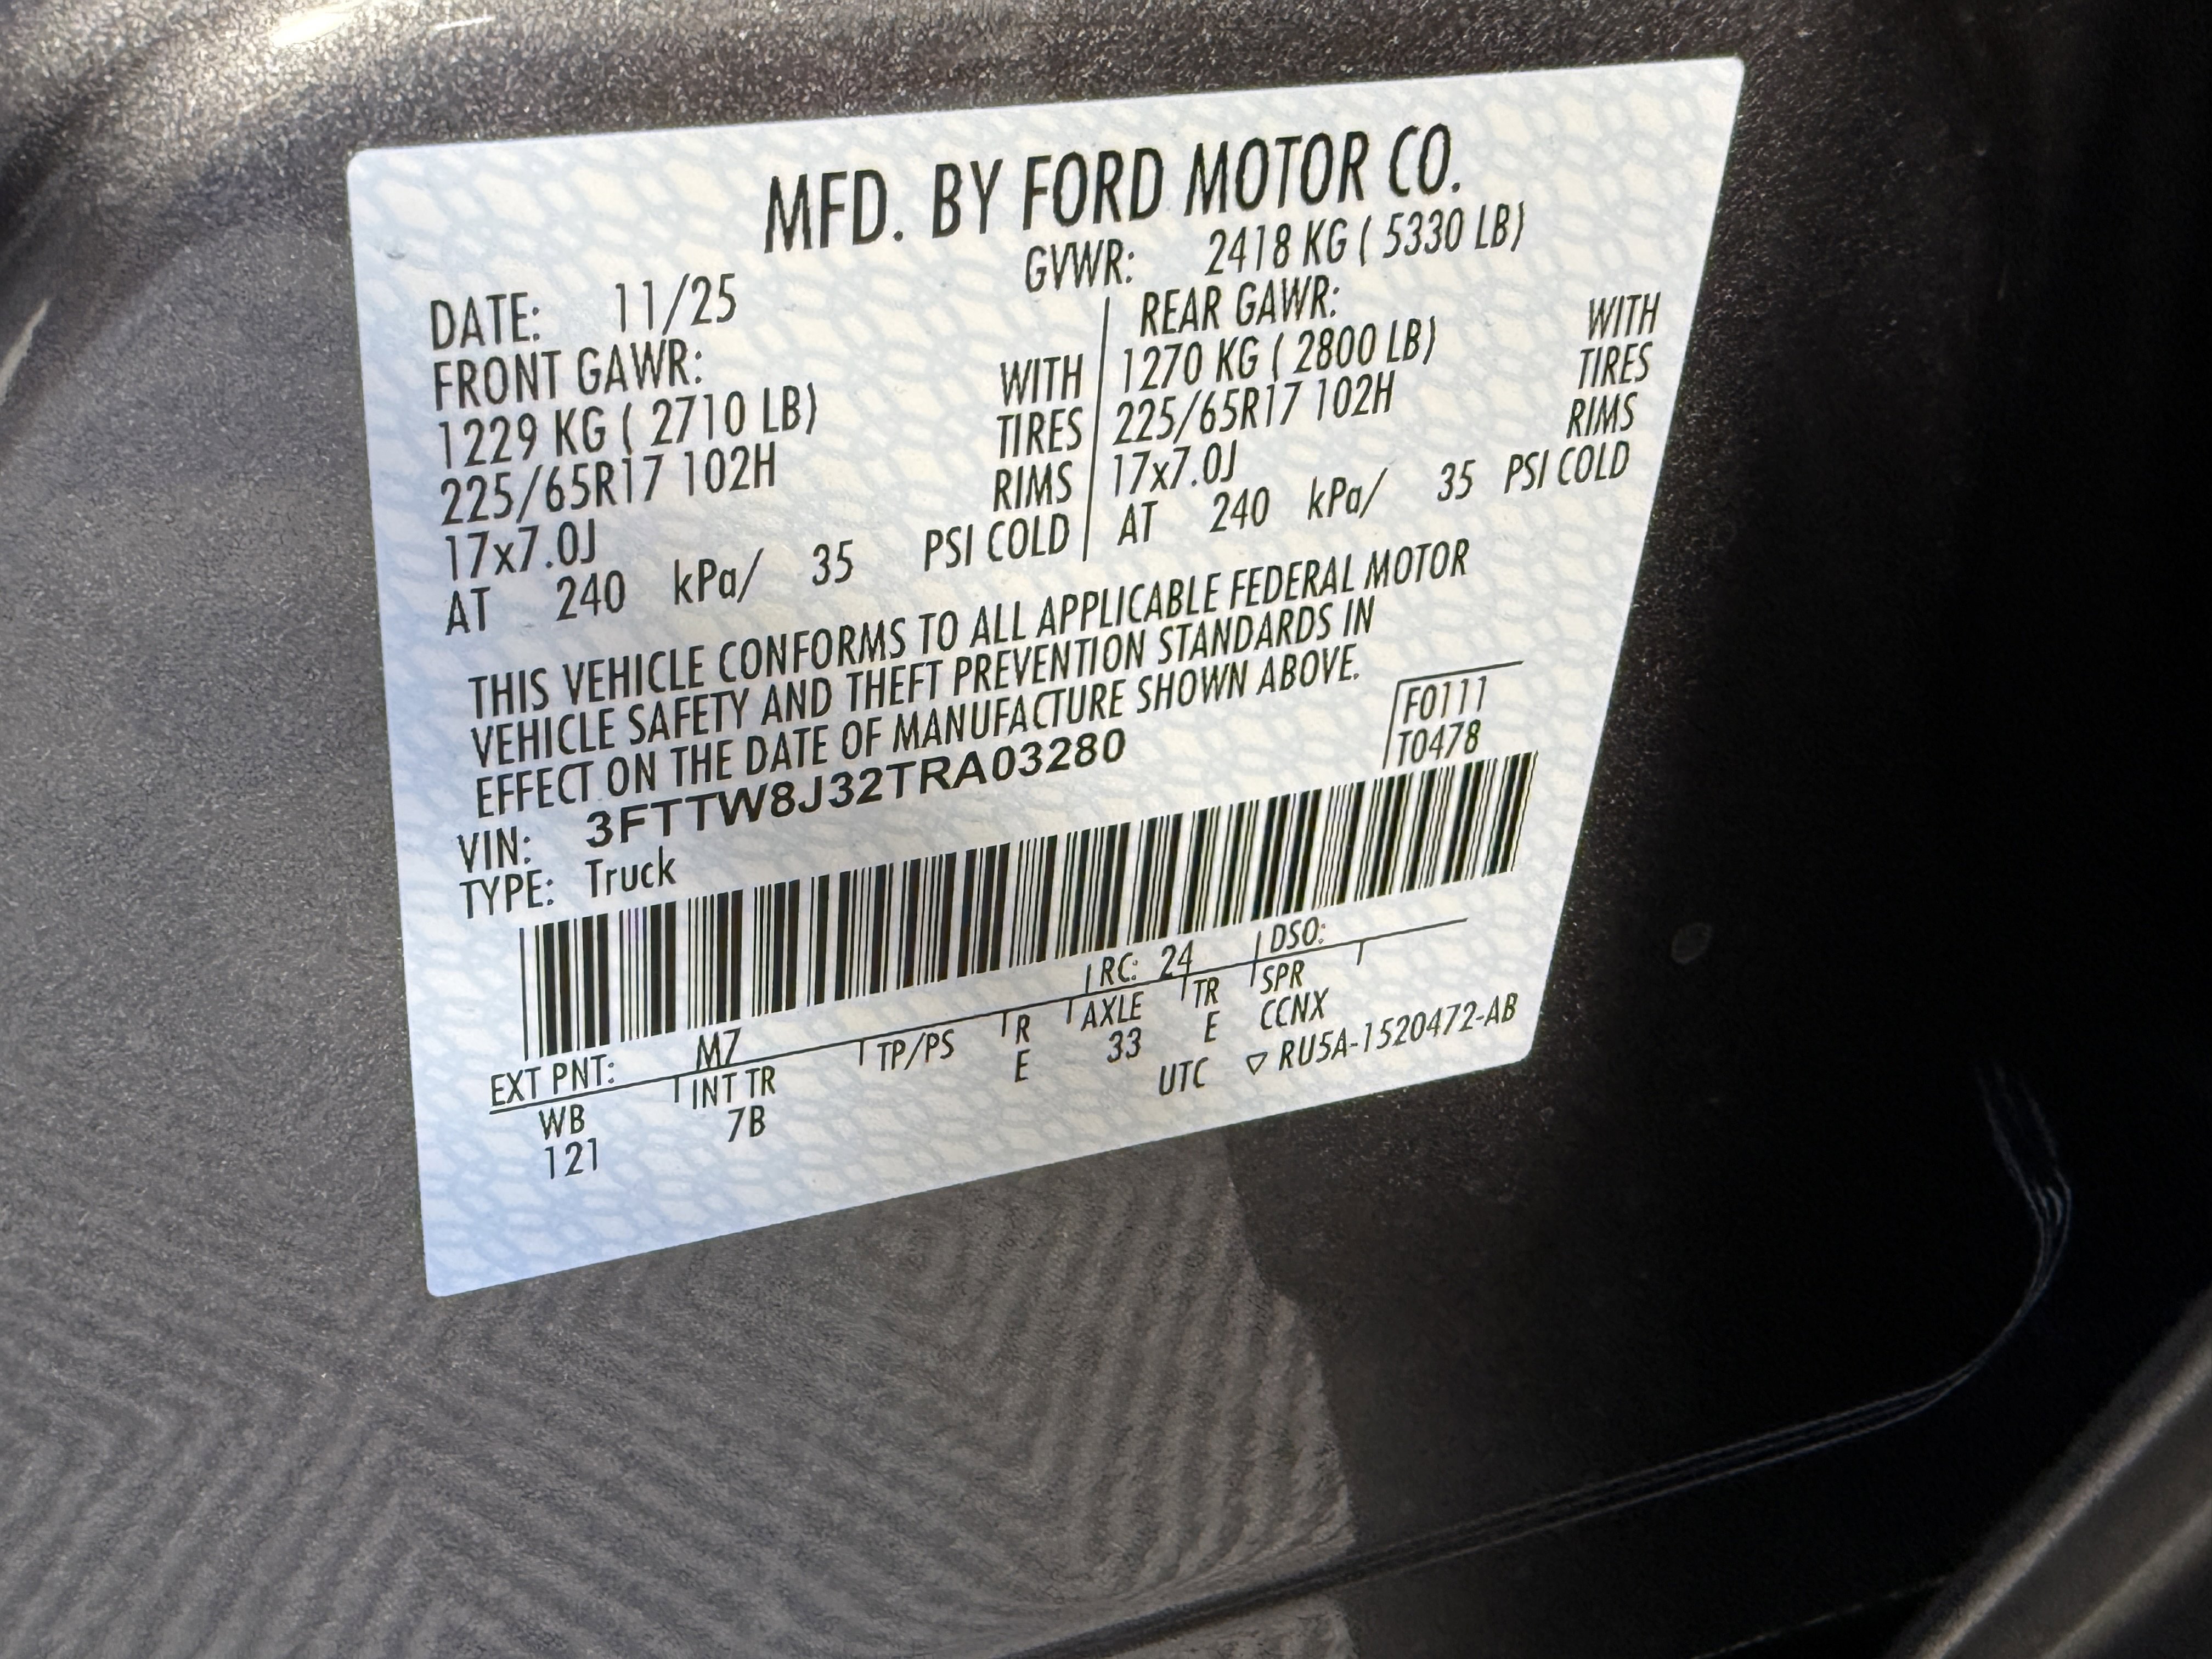 MFD. BY FORD MOTOR CO.
DATE: 11/25 GVWR: 2418 KG ( 5330 LB)
FRONT GAWR: REAR GAWR:
1229 KG ( 2710 LB) WITH 1270 KG ( 2800 LB) WITH
225/65R17 102H TIRES 225/65R17 102H TIRES
17x7.0J RIMS 17x7.0J RIMS
AT 240 kPa/ 35 PSI COLD AT 240 kPa/ 35 PSI COLD
THIS VEHICLE CONFORMS TO ALL APPLICABLE FEDERAL MOTOR
VEHICLE SAFETY AND THEFT PREVENTION STANDARDS IN
EFFECT ON THE DATE OF MANUFACTURE SHOWN ABOVE.
F0111
VIN: 3FTTW8J32TRA03280 T0478
TYPE: Truck
EXT PNT: M7 RC: 24 DSO:
WB INT TR TP/PS R AXLE TR SPR
121 7B E 33 E CCNX
UTC ▽ RU5A-1520472-AB